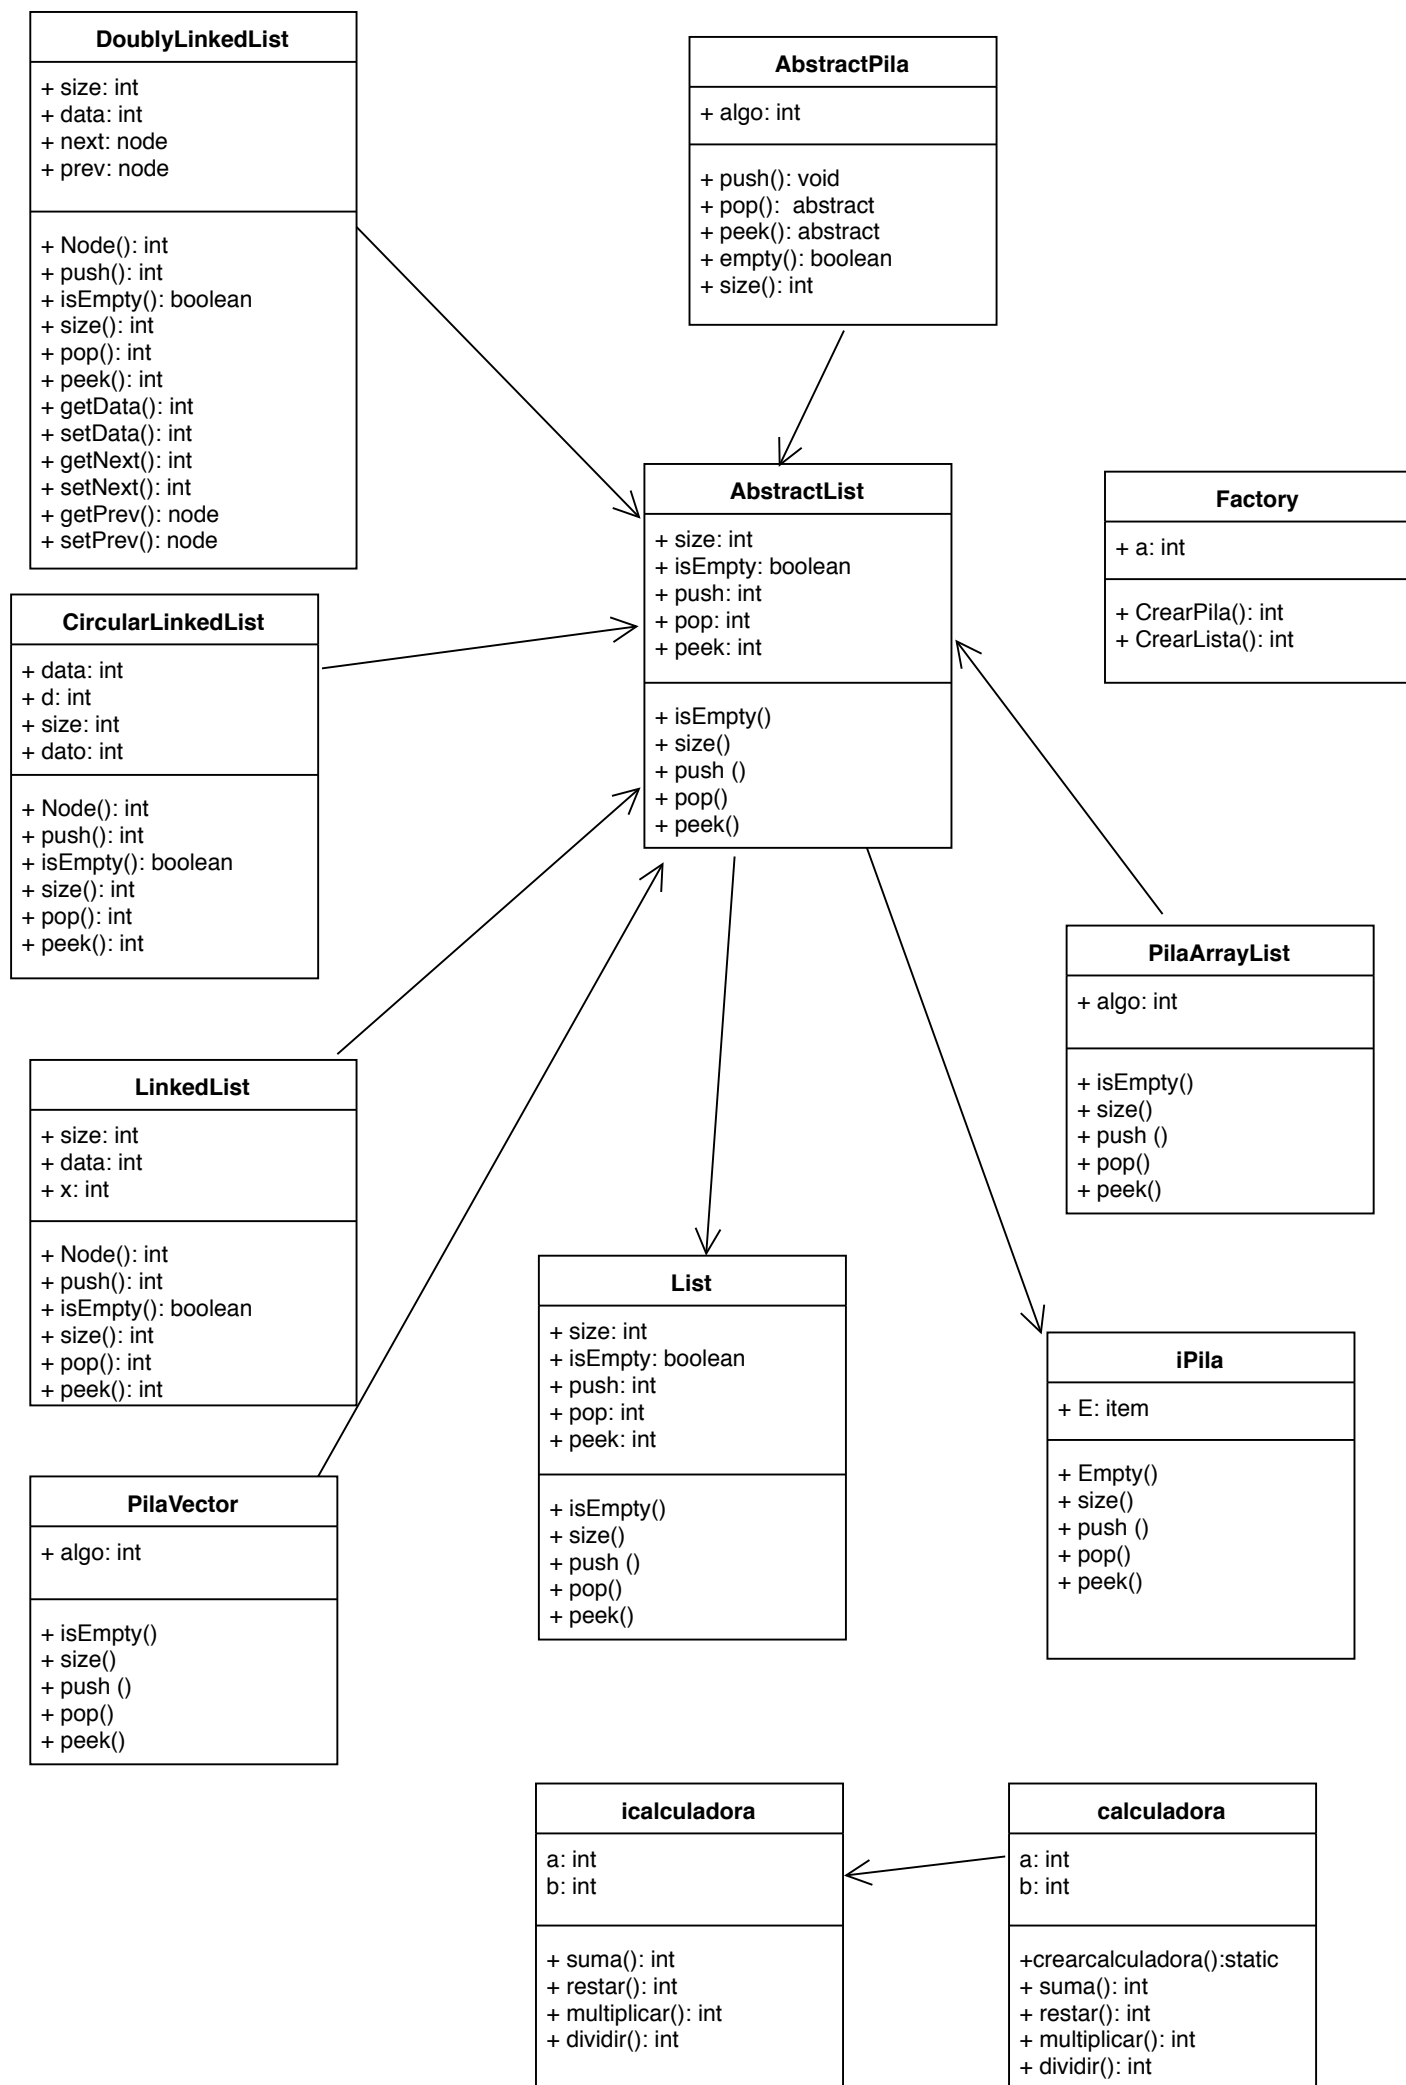 DoublyLinkedList
+ size: int
+ data: int
+ next: node
+ prev: node
+ Node(): int
+ push(): int
+ isEmpty(): boolean
+ size(): int
+ pop(): int
+ peek(): int
+ getData(): int
+ setData(): int
+ getNext(): int
+ setNext(): int
+ getPrev(): node
+ setPrev(): node
AbstractPila
+ algo: int
+ push(): void
+ pop():  abstract
+ peek(): abstract
+ empty(): boolean
+ size(): int
AbstractList
+ size: int
+ isEmpty: boolean
+ push: int
+ pop: int
+ peek: int
+ isEmpty()
+ size()
+ push ()
+ pop()
+ peek()
Factory
+ a: int
+ CrearPila(): int
+ CrearLista(): int
CircularLinkedList
+ data: int
+ d: int
+ size: int
+ dato: int
+ Node(): int
+ push(): int
+ isEmpty(): boolean
+ size(): int
+ pop(): int
+ peek(): int
PilaArrayList
+ algo: int
+ isEmpty()
+ size()
+ push ()
+ pop()
+ peek()
LinkedList
+ size: int
+ data: int
+ x: int
+ Node(): int
+ push(): int
+ isEmpty(): boolean
+ size(): int
+ pop(): int
+ peek(): int
List
+ size: int
+ isEmpty: boolean
+ push: int
+ pop: int
+ peek: int
+ isEmpty()
+ size()
+ push ()
+ pop()
+ peek()
iPila
+ E: item
+ Empty()
+ size()
+ push ()
+ pop()
+ peek()
PilaVector
+ algo: int
+ isEmpty()
+ size()
+ push ()
+ pop()
+ peek()
icalculadora
a: int
b: int
+ suma(): int
+ restar(): int
+ multiplicar(): int
+ dividir(): int
calculadora
a: int
b: int
+crearcalculadora():static
+ suma(): int
+ restar(): int
+ multiplicar(): int
+ dividir(): int